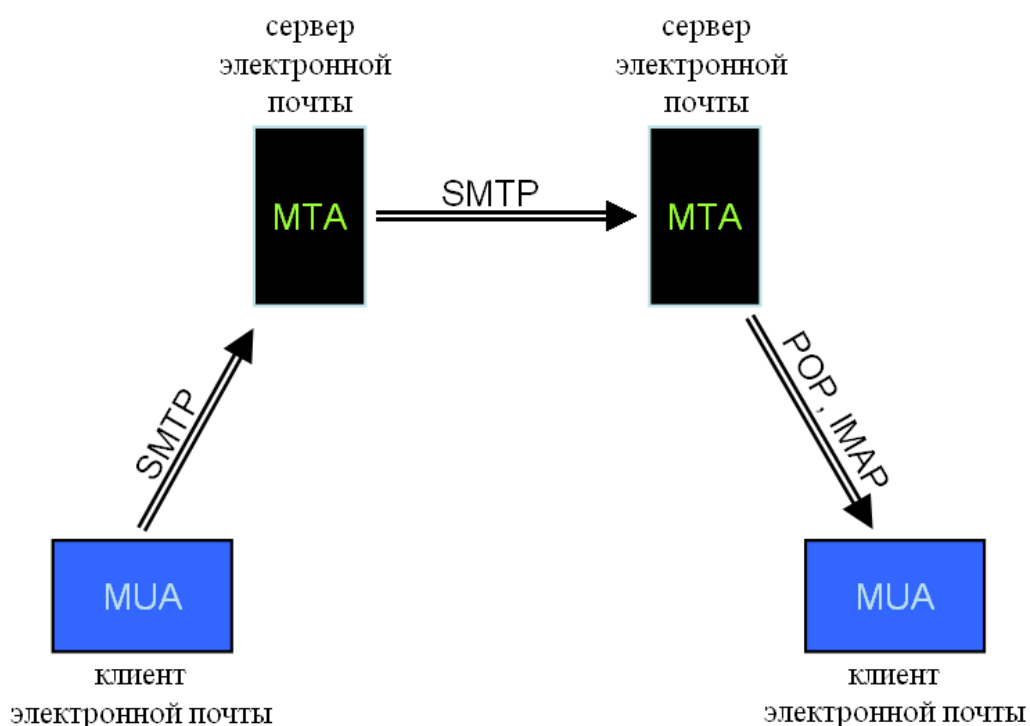 сервер
электронной
почты
сервер
электронной
почты
MTA
SMTP
MTA
SMTP
POP , IMAP
MUA
клиент
электронной почты
MUA
клиент
электронной почты